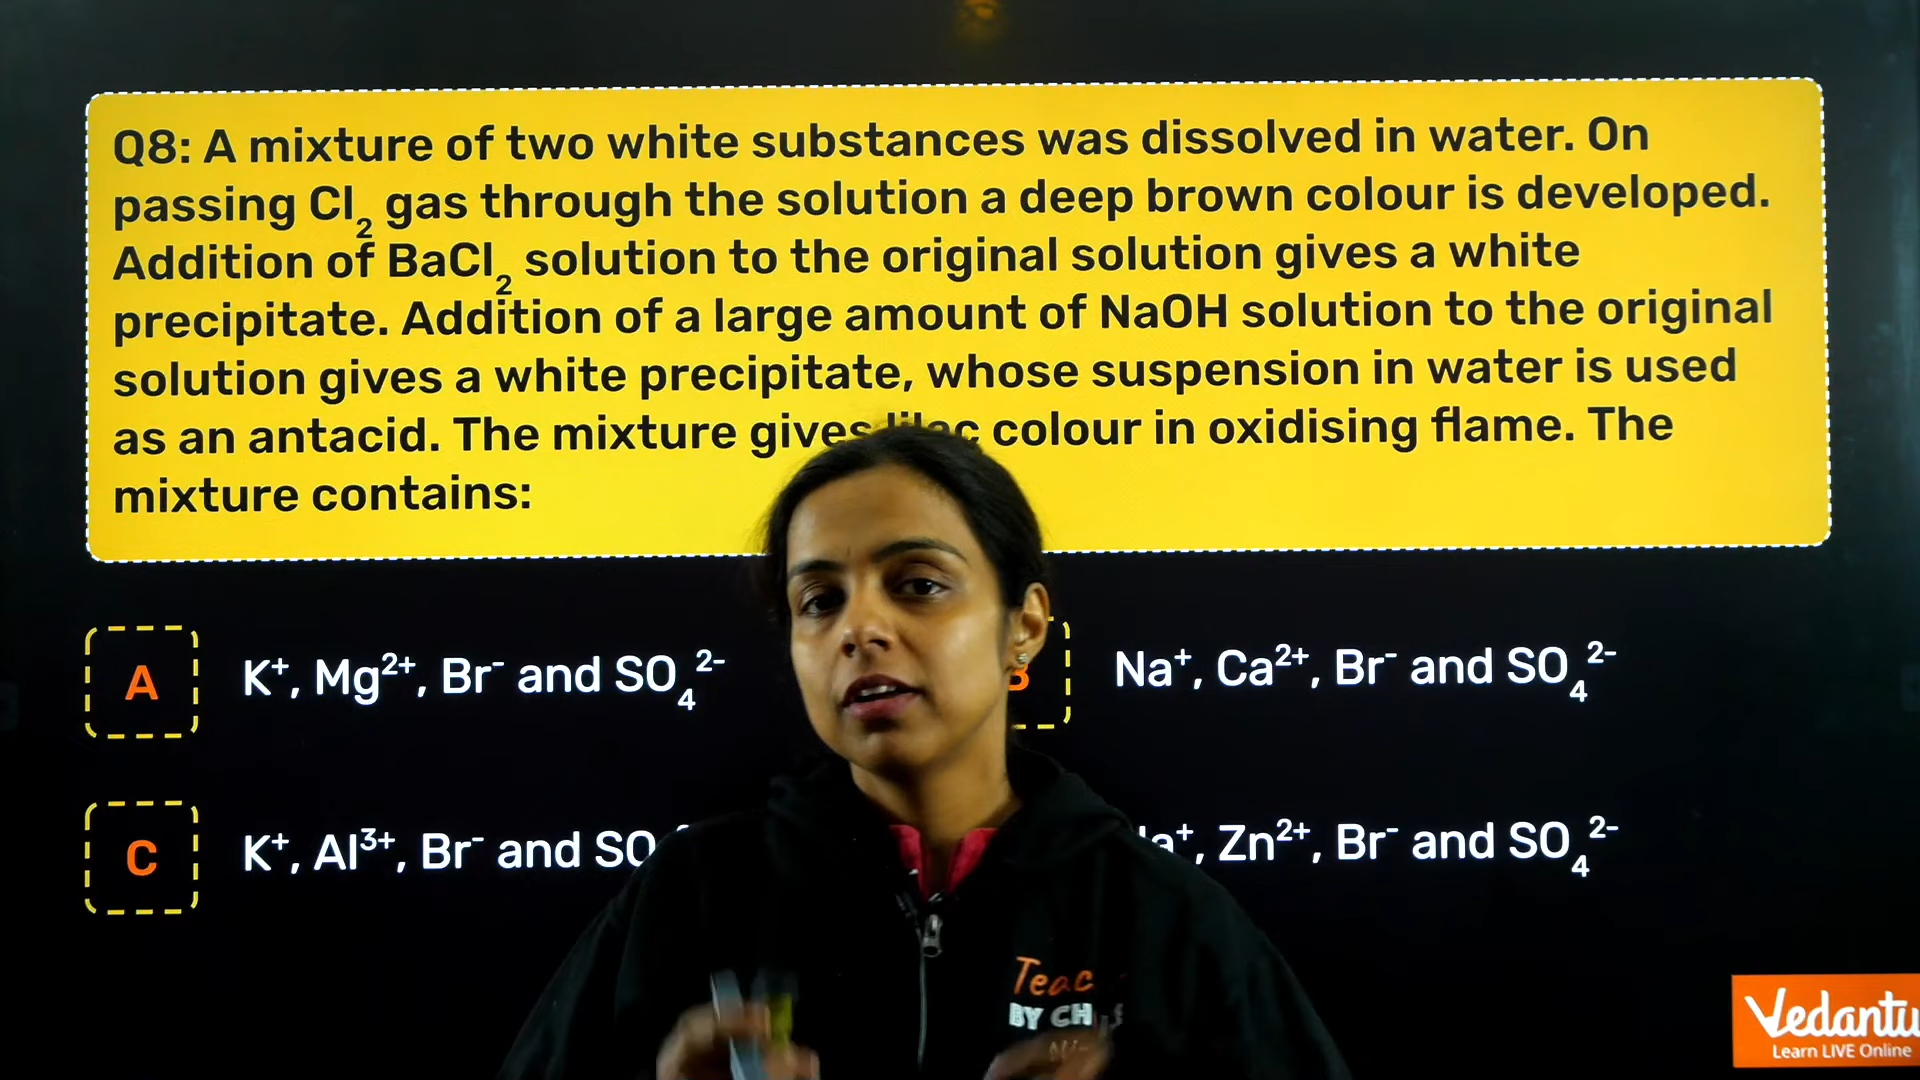 Q8: A mixture of two white substances was dissolved in water. On
passing Cl₂ gas through the solution a deep brown colour is developed.
Addition of BaCl₂ solution to the original solution gives a white
precipitate. Addition of a large amount of NaOH solution to the original
solution gives a white precipitate, whose suspension in water is used
as an antacid. The mixture gives lilac colour in oxidising flame. The
mixture contains:
A K⁺, Mg²⁺, Br⁻ and SO₄²⁻
B Na⁺, Ca²⁺, Br⁻ and SO₄²⁻
C K⁺, Al³⁺, Br⁻ and SO
Zn²⁺, Br⁻ and SO₄²⁻
BY
Vedantu
Learn LIVE Online